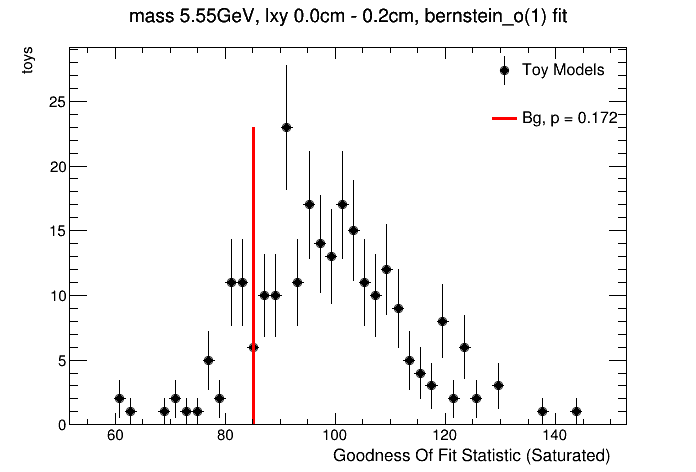 mass 5.55GeV, lxy 0.0cm - 0.2cm, bernstein_o(1) fit
toys
Toy Models
Bg, p = 0.172
25
20
15
10
5
0
60 80 100 120 140
Goodness Of Fit Statistic (Saturated)